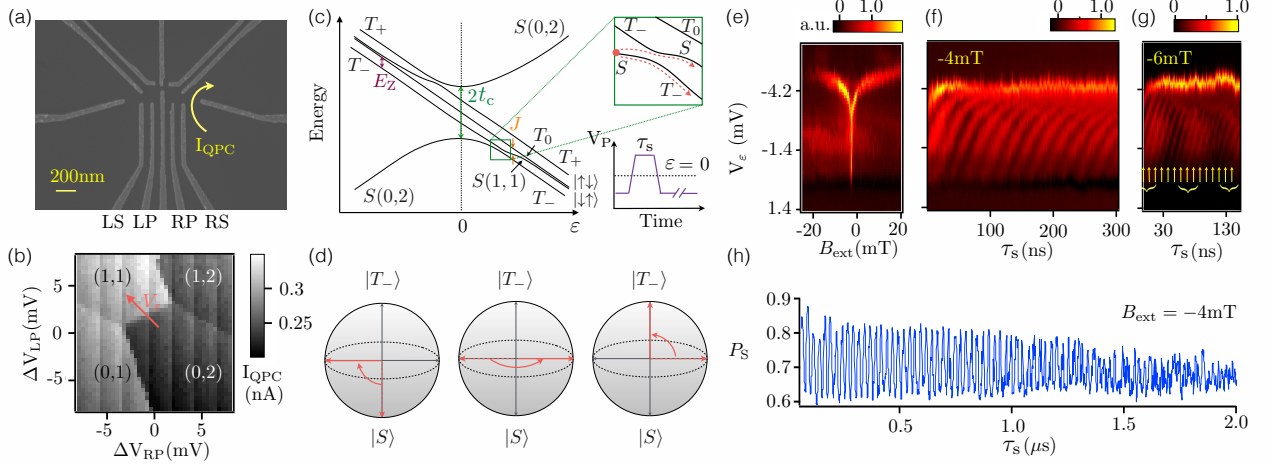 (a)
I_QPC
200nm
LS LP RP RS
(b)
(1,1)
(1,2)
V_ε
(0,1)
(0,2)
ΔV_LP(mV)
5
0
-5
-5 0 5
ΔV_RP(mV)
0.3
0.25
I_QPC
(nA)
(c)
Energy
T_+
S(0,2)
T_−
E_Z
2t_c
J
T_0
T_+
S(1,1)
|↑↓⟩
S(0,2)
T_−
|↓↑⟩
0
ε
T_−
T_0
S
S
T_−
V_P
τ_s
ε=0
Time
(d)
|T_−⟩ |T_−⟩ |T_−⟩
|S⟩ |S⟩ |S⟩
(e)
a.u.
0 1.0
V_ε (mV)
-4.2
-1.4
1.4
-20 0 20
B_ext(mT)
(f)
0 1.0
-4mT
100 200 300
τ_s (ns)
(g)
0 1.0
-6mT
30 130
τ_s (ns)
(h)
B_ext = −4mT
P_S
0.9
0.8
0.7
0.6
0.5 1.0 1.5 2.0
τ_s (μs)